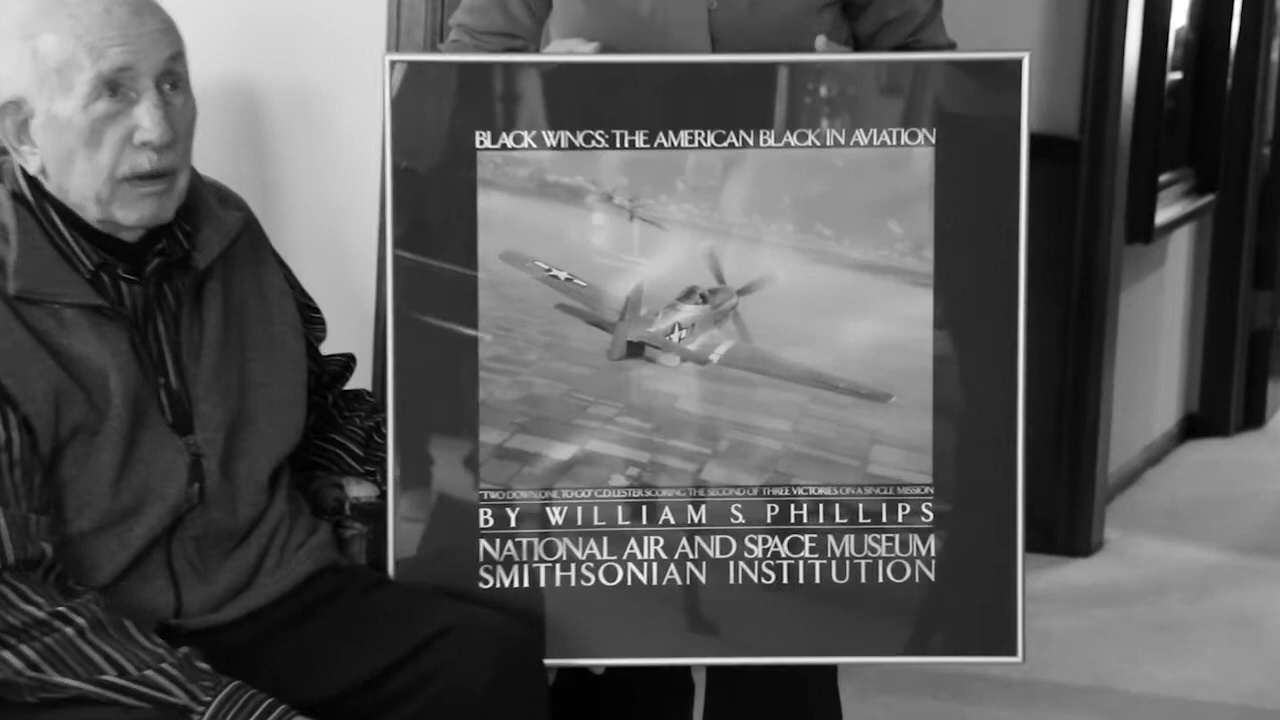 BLACK WINGS: THE AMERICAN BLACK IN AVIATION
"TWO DOWN, ONE TO GO" C.D. LESTER SCORING THE SECOND OF THREE VICTORIES ON A SINGLE MISSION
BY WILLIAM S. PHILLIPS
NATIONAL AIR AND SPACE MUSEUM
SMITHSONIAN INSTITUTION